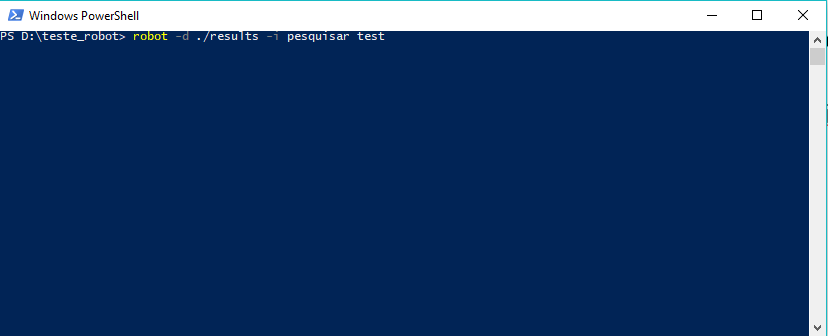 Windows PowerShell
PS D:\teste_robot> robot -d ./results -i pesquisar test